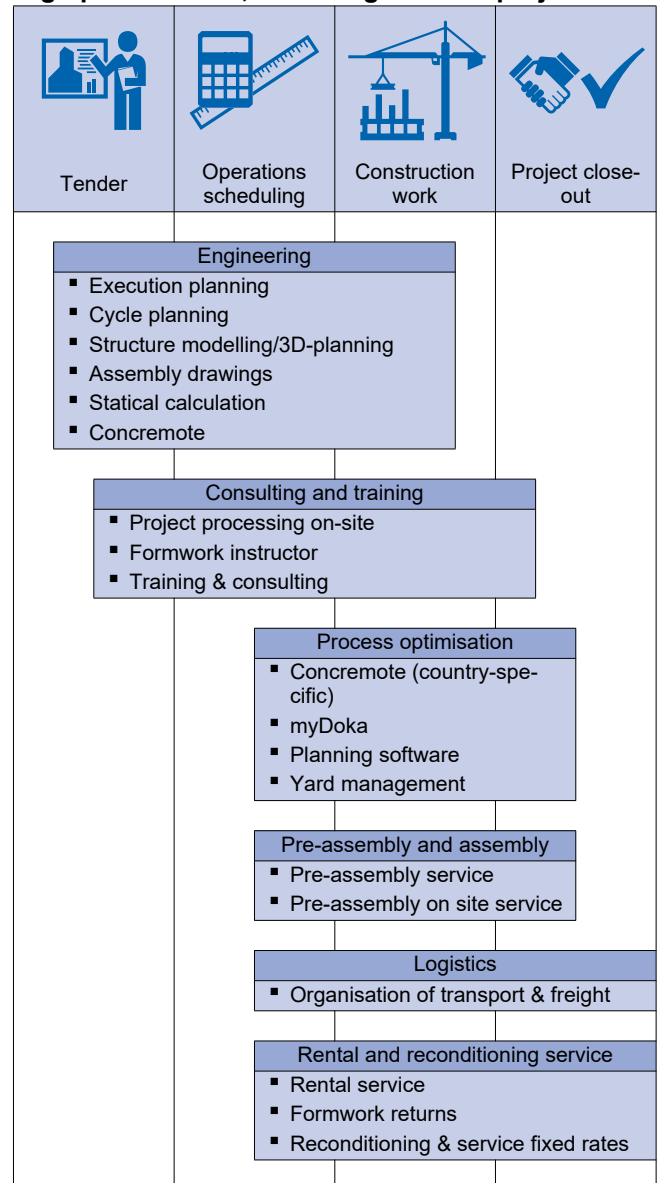 Tender
Operations
scheduling
Construction
work
Project close-
out
Engineering
▪ Execution planning
▪ Cycle planning
▪ Structure modelling/3D-planning
▪ Assembly drawings
▪ Statical calculation
▪ Concremote
Consulting and training
▪ Project processing on-site
▪ Formwork instructor
▪ Training & consulting
Process optimisation
▪ Concremote (country-spe-
cific)
▪ myDoka
▪ Planning software
▪ Yard management
Pre-assembly and assembly
▪ Pre-assembly service
▪ Pre-assembly on site service
Logistics
▪ Organisation of transport & freight
Rental and reconditioning service
▪ Rental service
▪ Formwork returns
▪ Reconditioning & service fixed rates